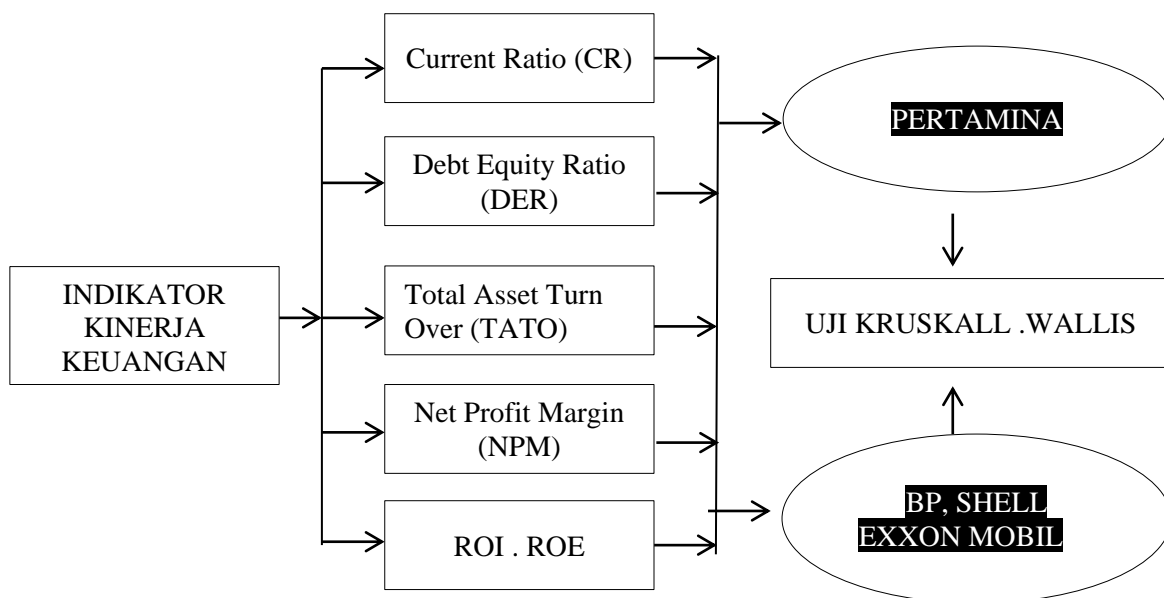 Current Ratio (CR)
PERTAMINA
Debt Equity Ratio
(DER)
INDIKATOR
KINERJA
KEUANGAN
Total Asset Turn
Over (TATO)
UJI KRUSKALL .WALLIS
Net Profit Margin
(NPM)
BP, SHELL
EXXON MOBIL
ROI . ROE